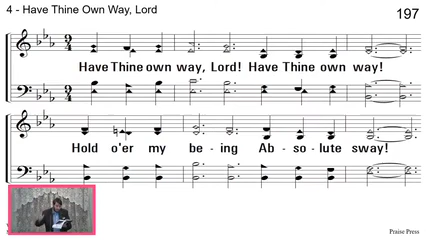 4 - Have Thine Own Way, Lord
197
Have Thine own way, Lord! Have Thine own way!
Hold o'er my be - ing Ab - so - lute sway!
Praise Press